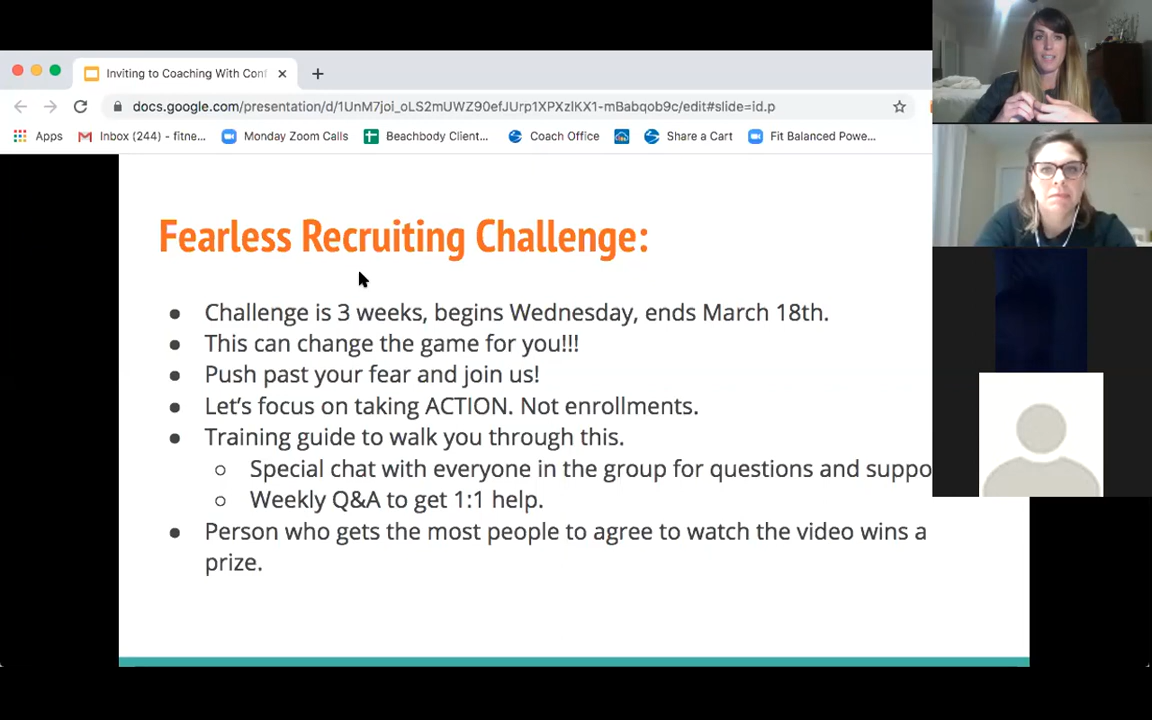 Inviting to Coaching With Conf
docs.google.com/presentation/d/1UnM7joi_oLS2mUWZ90efJUrp1XPXzlKX1-mBabqob9c/edit#slide=id.p
Apps Inbox (244) - fitne... Monday Zoom Calls Beachbody Client... Coach Office Share a Cart Fit Balanced Powe...
Fearless Recruiting Challenge:
● Challenge is 3 weeks, begins Wednesday, ends March 18th.
● This can change the game for you!!!
● Push past your fear and join us!
● Let's focus on taking ACTION. Not enrollments.
● Training guide to walk you through this.
○ Special chat with everyone in the group for questions and suppo
○ Weekly Q&A to get 1:1 help.
● Person who gets the most people to agree to watch the video wins a
prize.